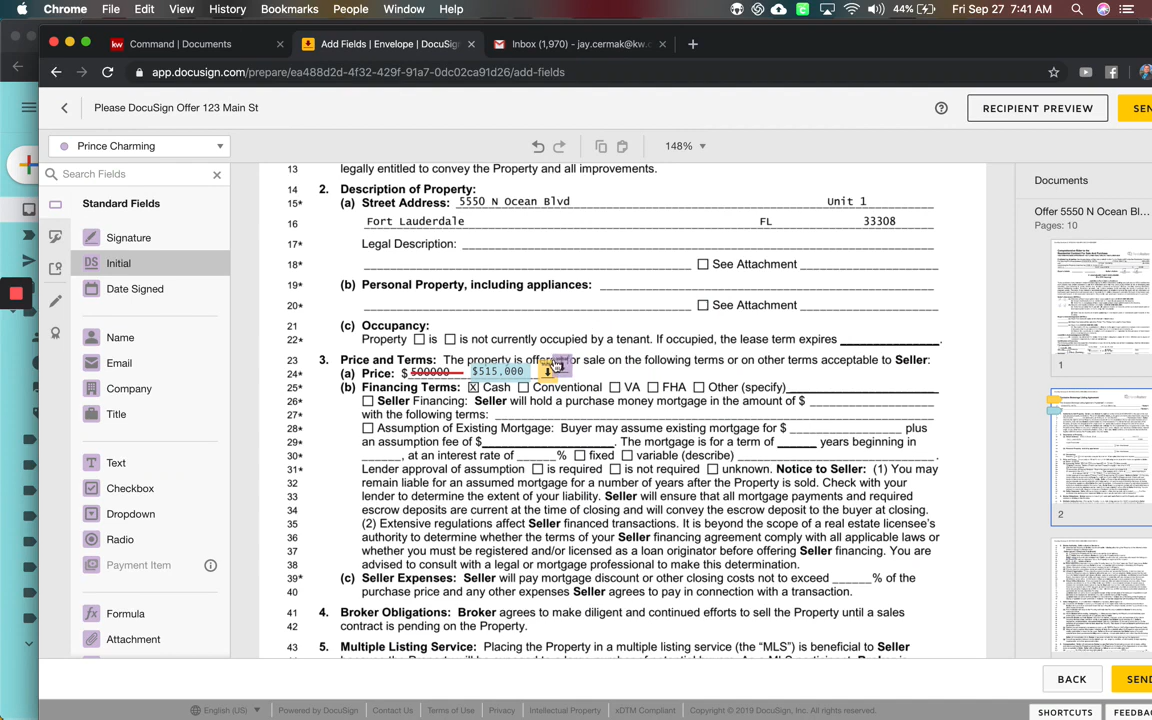 Chrome File Edit View History Bookmarks People Window Help 44% Fri Sep 27 7:41 AM
Command | Documents Add Fields | Envelope | DocuSig Inbox (1,970) - jay.cermak@kw.c
app.docusign.com/prepare/ea488d2d-4f32-429f-91a7-dc02ca91d26/add-fields
Please DocuSign Offer 123 Main St RECIPIENT PREVIEW SEN
Prince Charming 148%
Search Fields
Standard Fields
Signature
DS Initial
Date Signed
Name
Email
Company
Title
Text
Checkbox
Dropdown
Radio
Payment Item
Formula
Attachment
13 legally entitled to convey the Property and all improvements.
14 2. Description of Property:
15* (a) Street Address: 5550 N Ocean Blvd Unit 1
16 Fort Lauderdale FL 33308
17* Legal Description:
18* See Attachment
19* (b) Personal Property, including appliances:
20* See Attachment
21 (c) Occupancy:
22* Property is is not currently occupied by a tenant. If occupied, the lease term expires .
23 3. Price and Terms: The property is offered for sale on the following terms or on other terms acceptable to Seller:
24* (a) Price: $ 500000 $515,000
25* (b) Financing Terms: X Cash Conventional VA FHA Other (specify)
26* Seller Financing: Seller will hold a purchase money mortgage in the amount of $
27* with the following terms:
28* Assumption of Existing Mortgage: Buyer may assume existing mortgage for $ plus
29* an assumption fee of $ . The mortgage is for a term of years beginning in
30* , at an interest rate of % fixed variable (describe) .
31* Lender approval of assumption is required is not required unknown. Notice to Seller: (1) You may
32 remain liable for an assumed mortgage for a number of years after the Property is sold. Check with your
33 lender to determine the extent of your liability. Seller will ensure that all mortgage payments and required
34 escrow deposits are current at the time of closing and will convey the escrow deposit to the buyer at closing.
35 (2) Extensive regulations affect Seller financed transactions. It is beyond the scope of a real estate licensee's
36 authority to determine whether the terms of your Seller financing agreement comply with all applicable laws or
37 whether you must be registered and/or licensed as a loan originator before offering Seller financing. You are
38 advised to consult with a legal or mortgage professional to make this determination.
39* (c) Seller Expenses: Seller will pay mortgage discount or other closing costs not to exceed % of the
40 purchase price and any other expenses Seller agrees to pay in connection with a transaction.
41 4. Broker Obligations: Broker agrees to make diligent and continued efforts to sell the Property until a sales
42 contract is pending on the Property.
43 5. Multiple Listing Service: Placing the Property in a multiple listing service (the “MLS”) is beneficial to Seller
Documents
Offer 5550 N Ocean Bl...
Pages: 10
1
2
BACK SEND
English (US) Powered by DocuSign Contact Us Terms of Use Privacy Intellectual Property xDTM Compliant Copyright © 2019 DocuSign, Inc. All rights reserved. SHORTCUTS FEEDBA